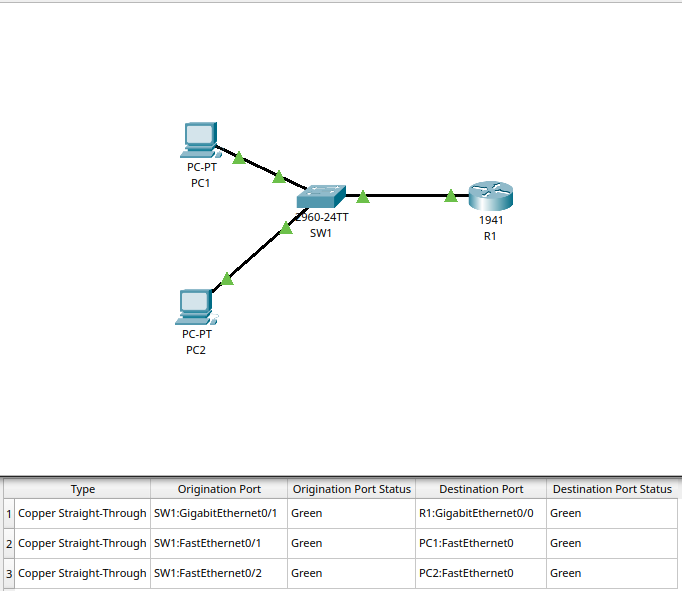 PC-PT
PC1
2960-24TT
SW1
1941
R1
PC-PT
PC2
Type Origination Port Origination Port Status Destination Port Destination Port Status
1 Copper Straight-Through SW1:GigabitEthernet0/1 Green R1:GigabitEthernet0/0 Green
2 Copper Straight-Through SW1:FastEthernet0/1 Green PC1:FastEthernet0 Green
3 Copper Straight-Through SW1:FastEthernet0/2 Green PC2:FastEthernet0 Green